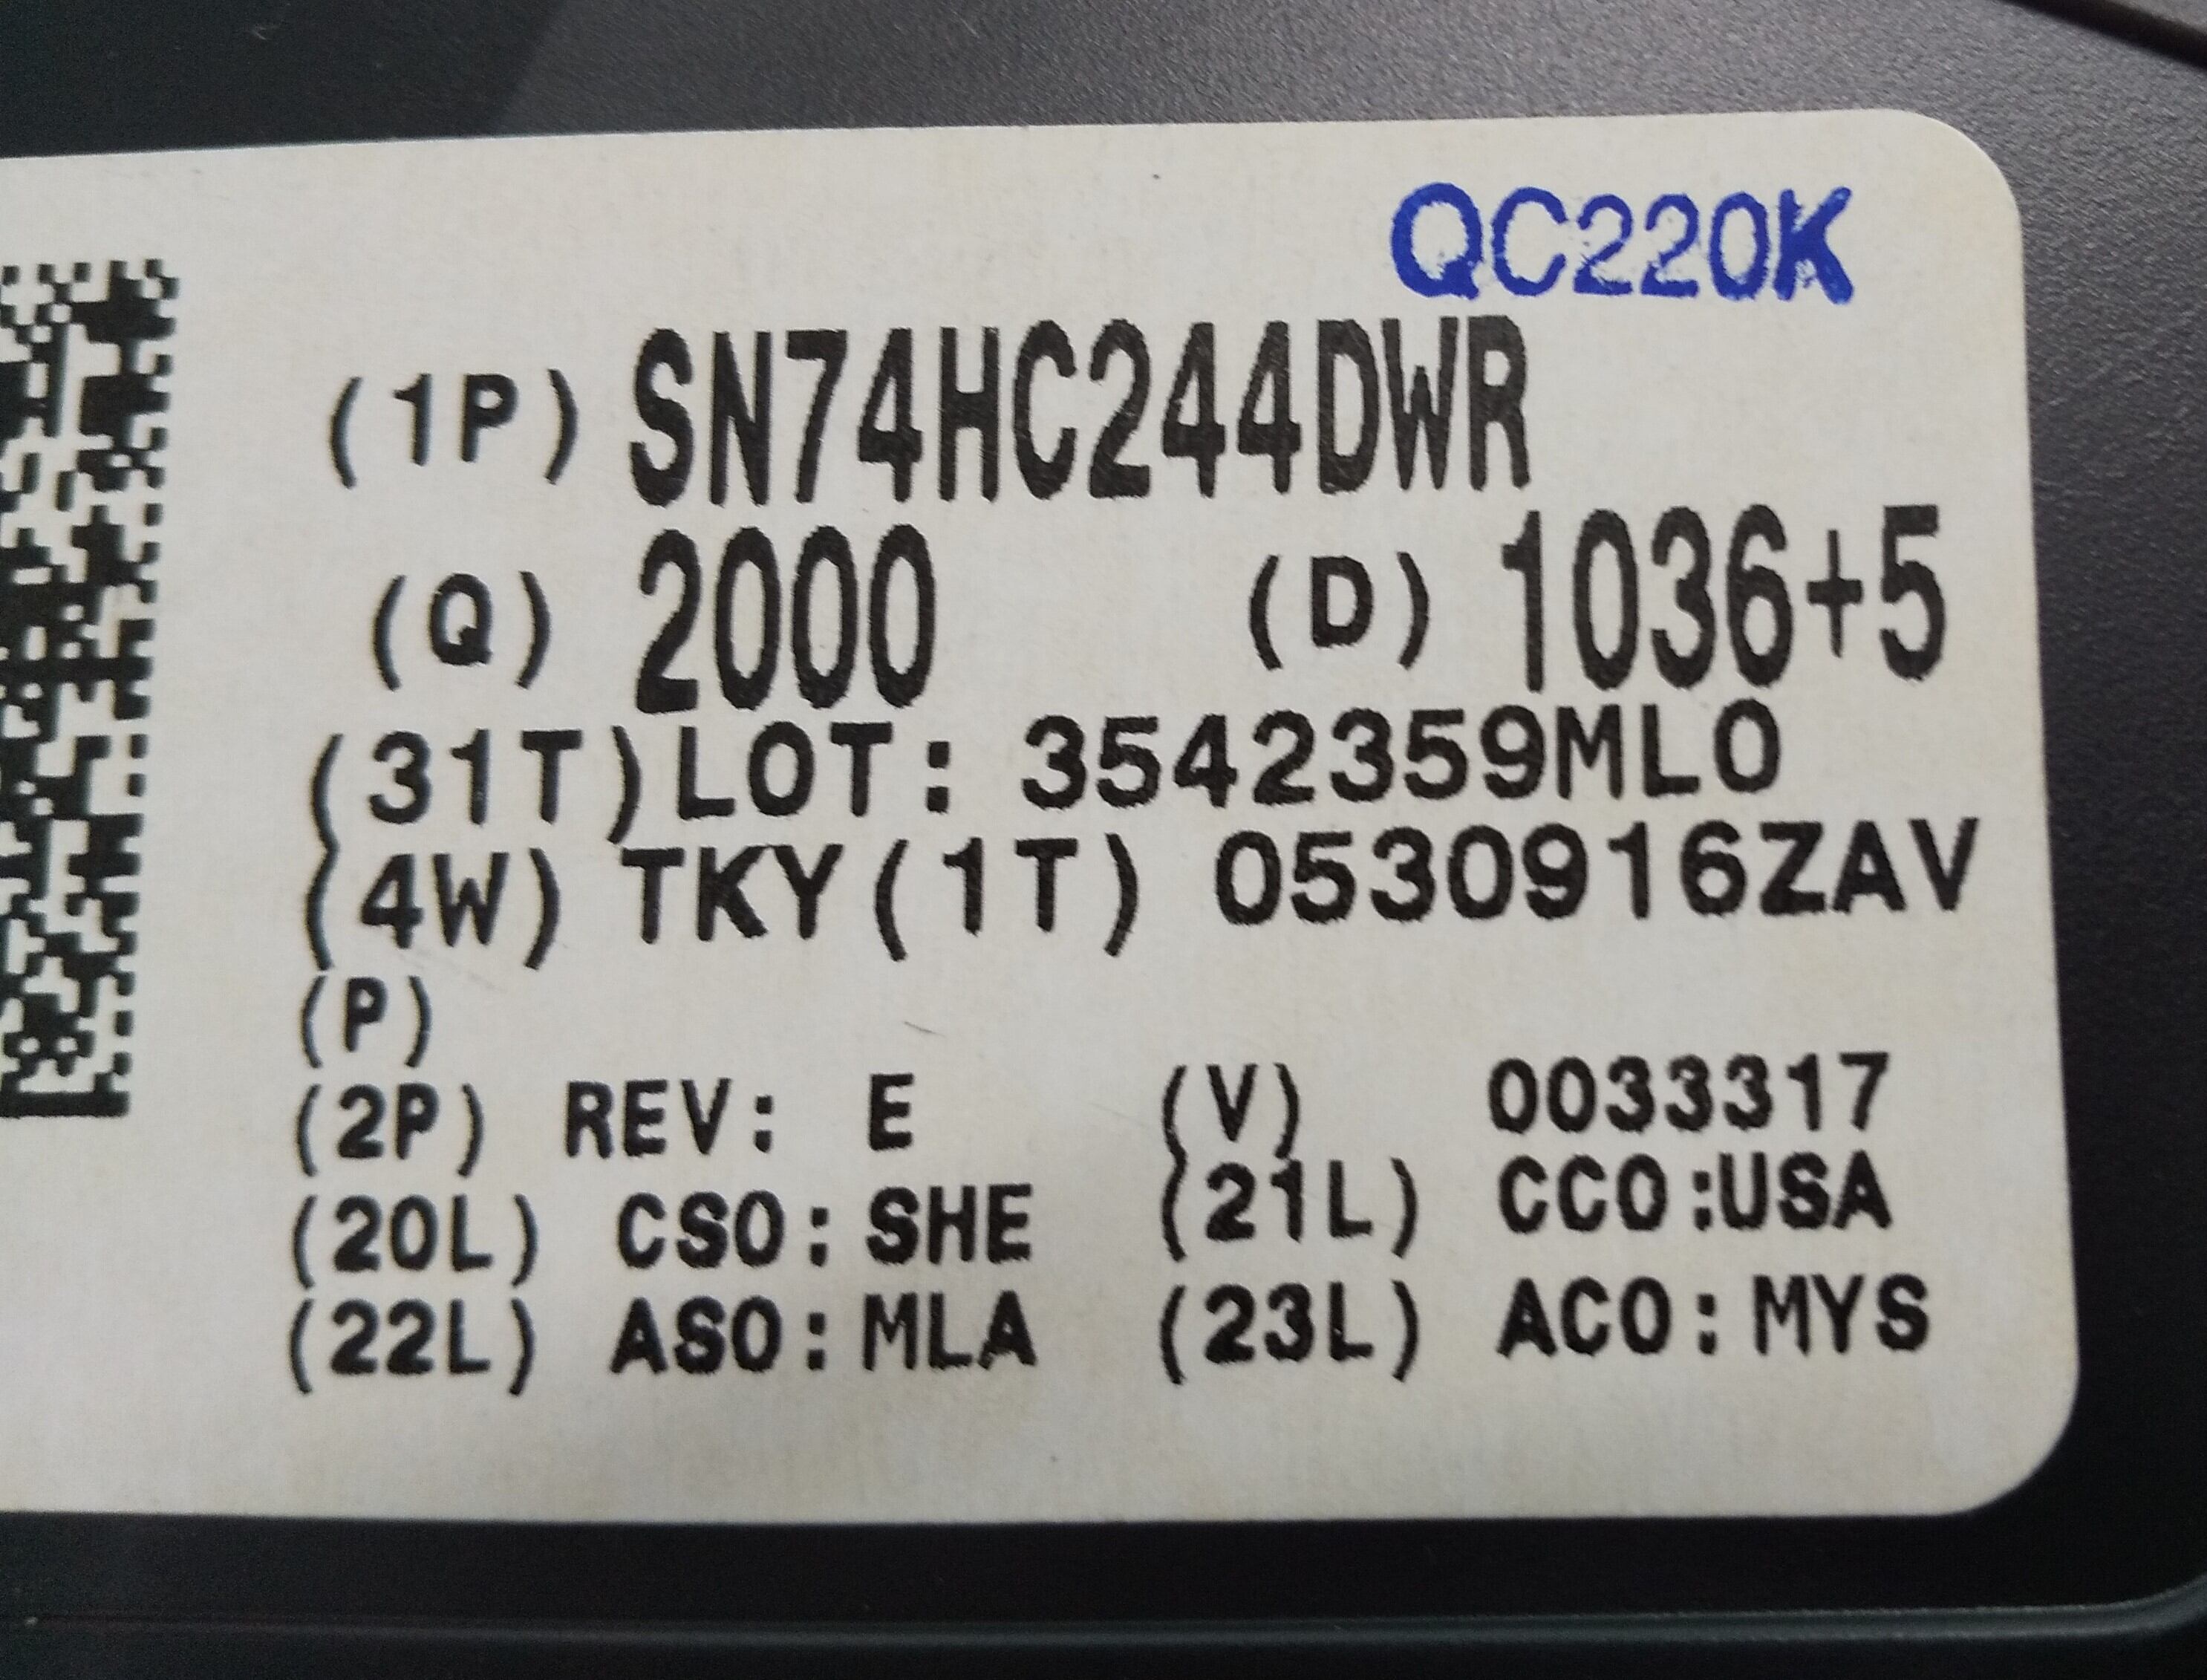 QC220K
(1P) SN74HC244DWR
(Q) 2000 (D) 1036+5
(31T)LOT: 3542359ML0
(4W) TKY(1T) 0530916ZAV
(P)
(2P) REV: E (V) 0033317
(20L) CSO: SHE (21L) CCO:USA
(22L) ASO: MLA (23L) ACO: MYS